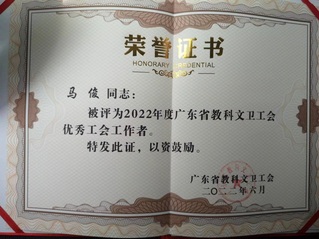 荣誉证书
HONORARY CREDENTIAL
马俊同志：
被评为2022年度广东省教科文卫工会
优秀工会工作者。
特发此证，以资鼓励。
广东省教科文卫工会
二〇二二年六月